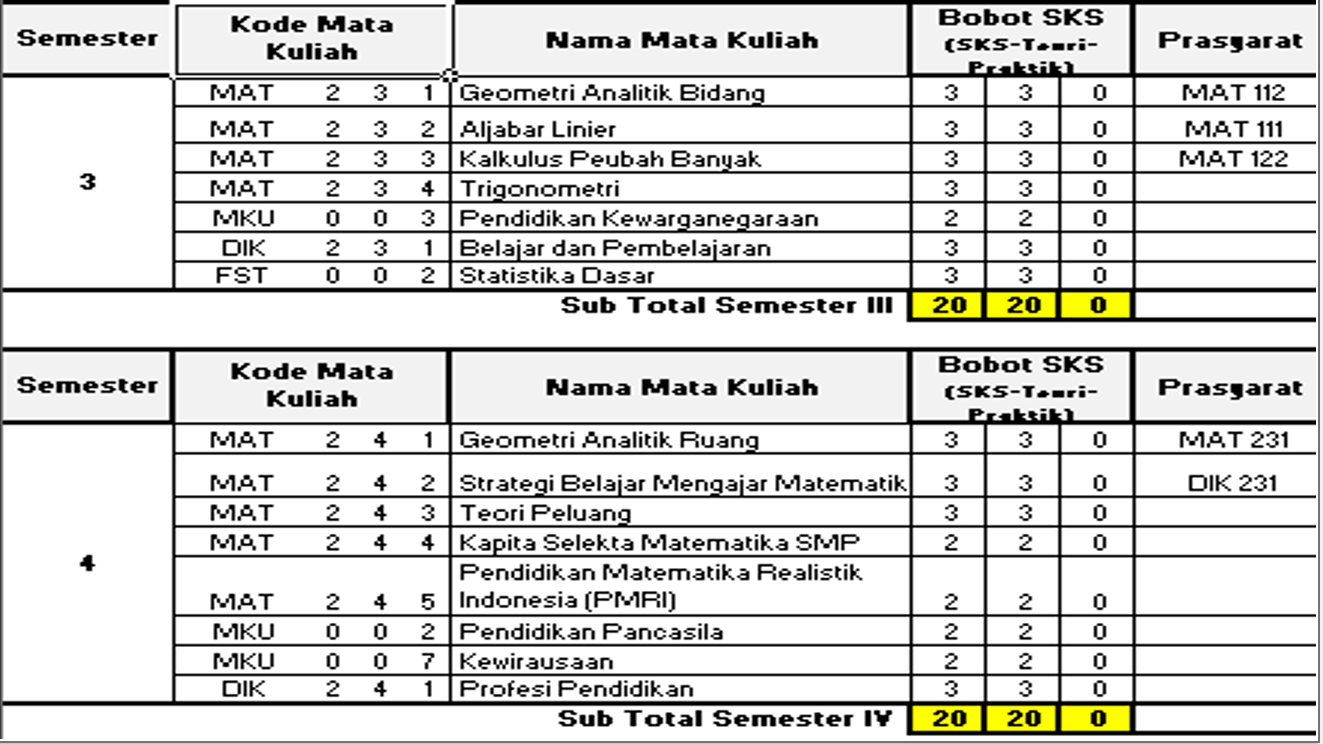 Semester Kode Mata Kuliah Nama Mata Kuliah Bobot SKS (SKS-Teori-Praktik) Prasyarat
3
MAT 2 3 1 Geometri Analitik Bidang 3 3 0 MAT 112
MAT 2 3 2 Aljabar Linier 3 3 0 MAT 111
MAT 2 3 3 Kalkulus Peubah Banyak 3 3 0 MAT 122
MAT 2 3 4 Trigonometri 3 3 0
MKU 0 0 3 Pendidikan Kewarganegaraan 2 2 0
DIK 2 3 1 Belajar dan Pembelajaran 3 3 0
FST 0 0 2 Statistika Dasar 3 3 0
Sub Total Semester III 20 20 0
Semester Kode Mata Kuliah Nama Mata Kuliah Bobot SKS (SKS-Teori-Praktik) Prasyarat
4
MAT 2 4 1 Geometri Analitik Ruang 3 3 0 MAT 231
MAT 2 4 2 Strategi Belajar Mengajar Matematik 3 3 0 DIK 231
MAT 2 4 3 Teori Peluang 3 3 0
MAT 2 4 4 Kapita Selekta Matematika SMP 2 2 0
Pendidikan Matematika Realistik
MAT 2 4 5 Indonesia (PMRI) 2 2 0
MKU 0 0 2 Pendidikan Pancasila 2 2 0
MKU 0 0 7 Kewirausaan 2 2 0
DIK 2 4 1 Profesi Pendidikan 3 3 0
Sub Total Semester IV 20 20 0